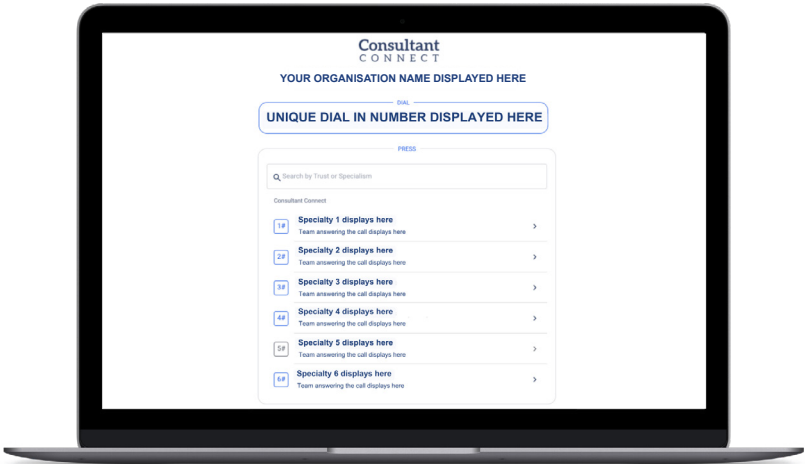 Consultant
CONNECT
YOUR ORGANISATION NAME DISPLAYED HERE
DIAL
UNIQUE DIAL IN NUMBER DISPLAYED HERE
PRESS
Search by Trust or Specialism
Consultant Connect
1# Specialty 1 displays here
Team answering the call displays here
2# Specialty 2 displays here
Team answering the call displays here
3# Specialty 3 displays here
Team answering the call displays here
4# Specialty 4 displays here
Team answering the call displays here
5# Specialty 5 displays here
Team answering the call displays here
6# Specialty 6 displays here
Team answering the call displays here